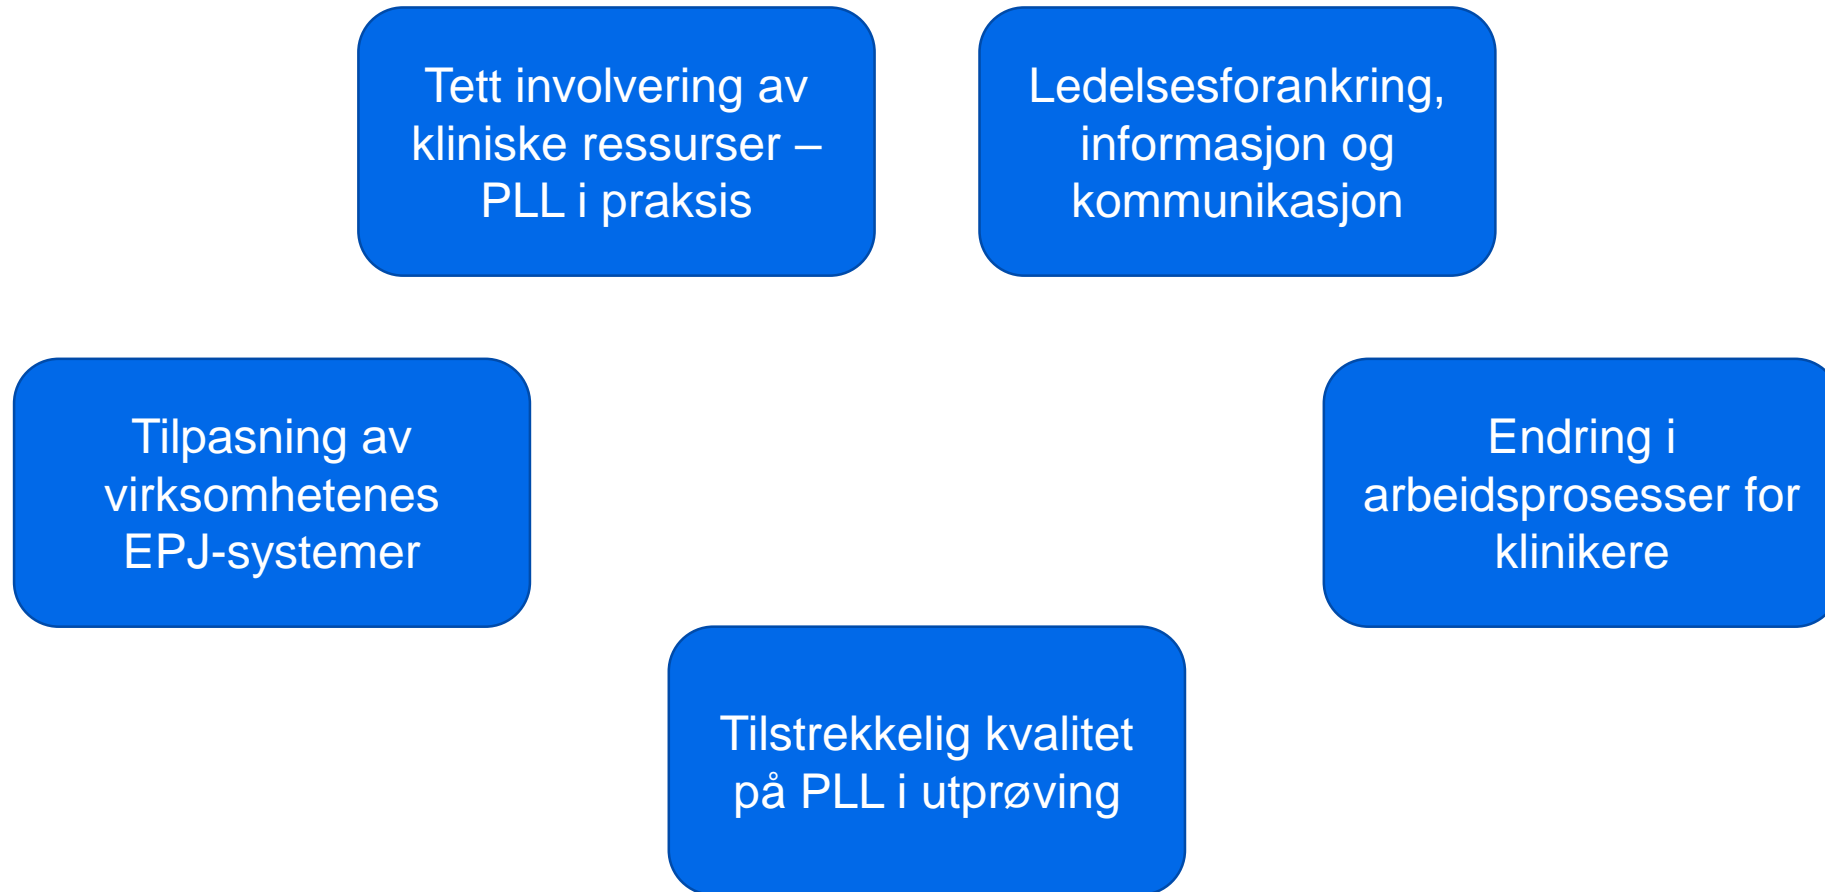 Tett involvering av
kliniske ressurser –
PLL i praksis
Ledelsesforankring,
informasjon og
kommunikasjon
Tilpasning av
virksomhetenes
EPJ-systemer
Endring i
arbeidsprosesser for
klinikere
Tilstrekkelig kvalitet
på PLL i utprøving